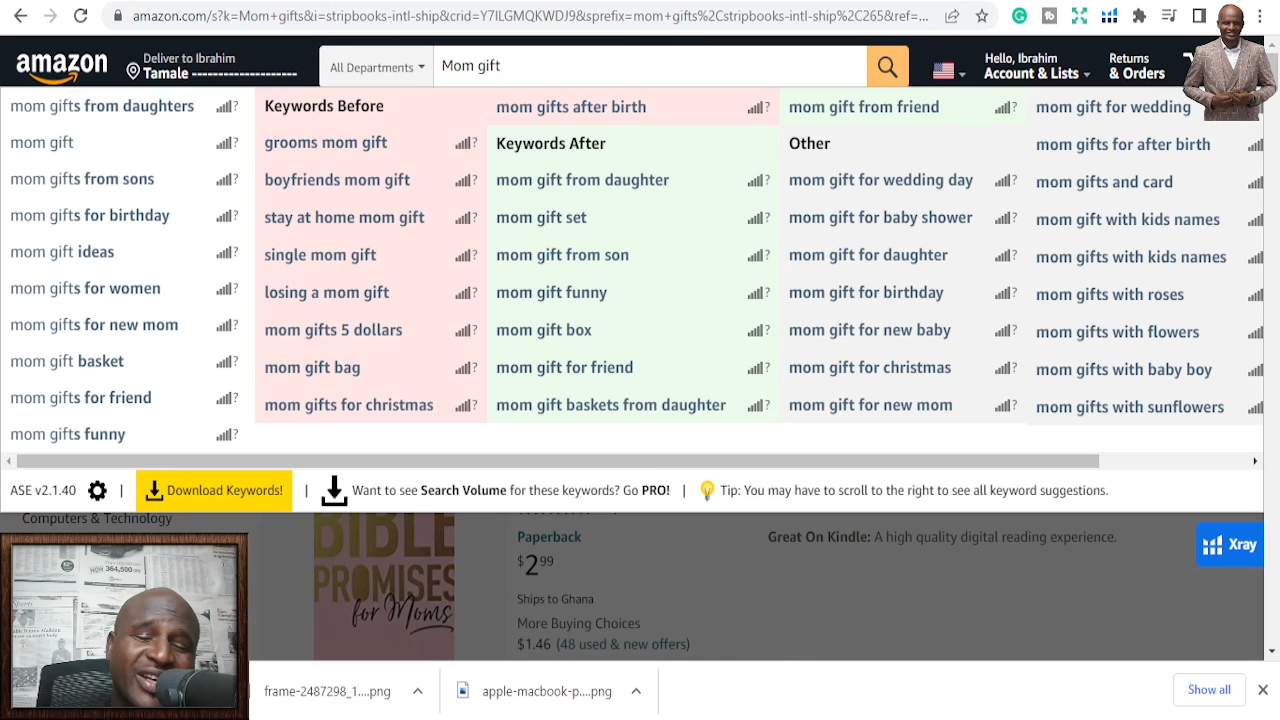 amazon.com/s?k=Mom+gifts&i=stripbooks-intl-ship&crid=Y7ILGMQKWDJ9&sprefix=mom+gifts%2Cstripbooks-intl-ship%2C265&ref=...
amazon
Deliver to Ibrahim
Tamale
All Departments
Mom gift
Hello, Ibrahim
Account & Lists
Returns
& Orders
mom gifts from daughters
mom gift
mom gifts from sons
mom gifts for birthday
mom gift ideas
mom gifts for women
mom gifts for new mom
mom gift basket
mom gifts for friend
mom gifts funny
Keywords Before
grooms mom gift
boyfriends mom gift
stay at home mom gift
single mom gift
losing a mom gift
mom gifts 5 dollars
mom gift bag
mom gifts for christmas
mom gifts after birth
Keywords After
mom gift from daughter
mom gift set
mom gift from son
mom gift funny
mom gift box
mom gift for friend
mom gift baskets from daughter
mom gift from friend
Other
mom gift for wedding day
mom gift for baby shower
mom gift for daughter
mom gift for birthday
mom gift for new baby
mom gift for christmas
mom gift for new mom
mom gift for wedding
mom gifts for after birth
mom gifts and card
mom gift with kids names
mom gifts with kids names
mom gifts with roses
mom gifts with flowers
mom gifts with baby boy
mom gifts with sunflowers
ASE v2.1.40 | Download Keywords! | Want to see Search Volume for these keywords? Go PRO! | Tip: You may have to scroll to the right to see all keyword suggestions.
Computers & Technology
BIBLE
PROMISES
for Moms
Paperback
$2.99
Ships to Ghana
More Buying Choices
$1.46 (48 used & new offers)
Great On Kindle: A high quality digital reading experience.
Xray
frame-2487298_1....png
apple-macbook-p....png
Show all